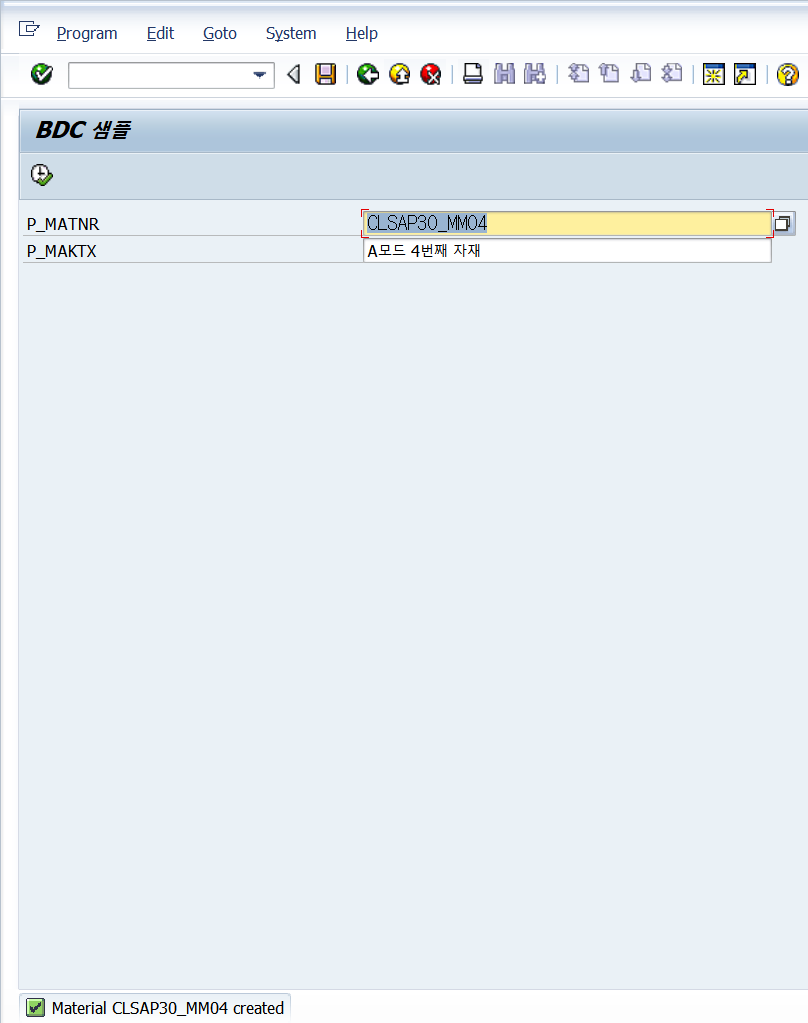 Program Edit Goto System Help
BDC 샘플
P_MATNR CLSAP30_MM04
P_MAKTX A모드 4번째 자재
Material CLSAP30_MM04 created